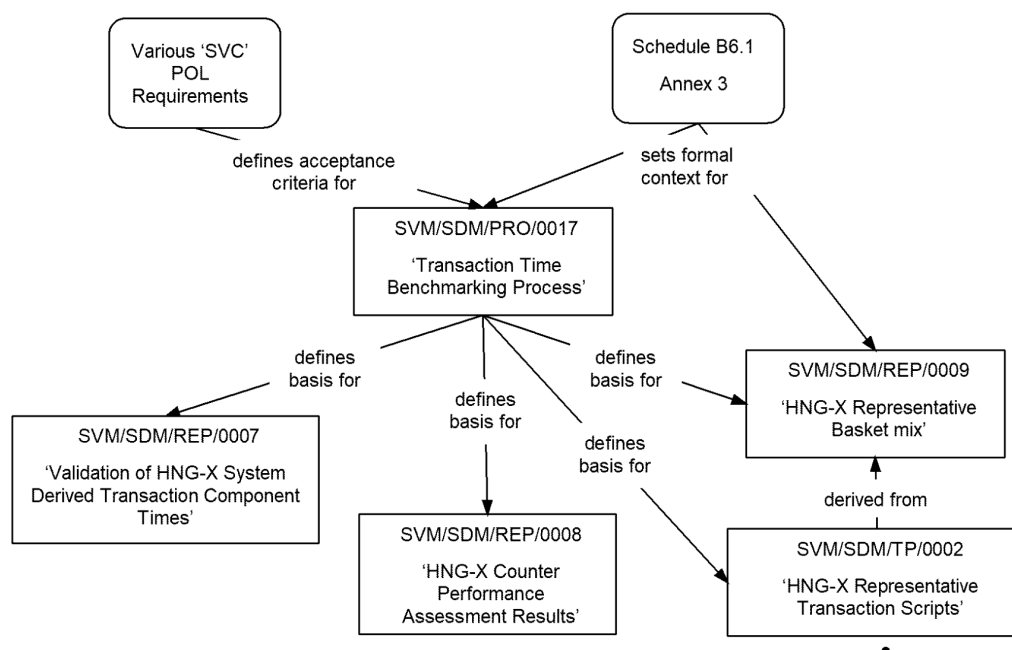 Various ‘SVC’
POL
Requirements
Schedule B6.1
Annex 3
defines acceptance
criteria for
sets formal
context for
SVM/SDM/PRO/0017
‘Transaction Time
Benchmarking Process’
defines
basis for
defines
basis for
defines
basis for
defines
basis for
SVM/SDM/REP/0009
‘HNG-X Representative
Basket mix’
SVM/SDM/REP/0007
‘Validation of HNG-X System
Derived Transaction Component
Times’
derived from
SVM/SDM/REP/0008
‘HNG-X Counter
Performance
Assessment Results’
SVM/SDM/TP/0002
‘HNG-X Representative
Transaction Scripts’